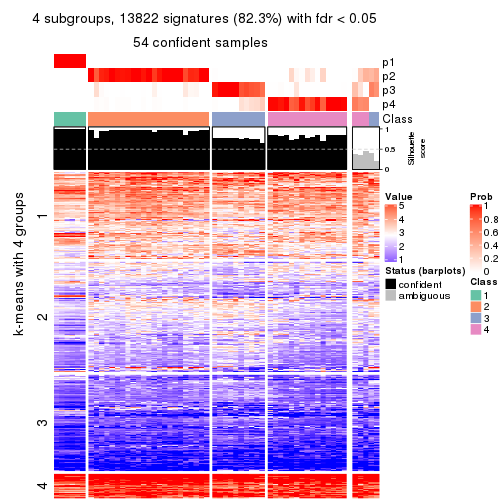 4 subgroups, 13822 signatures (82.3%) with fdr < 0.05
54 confident samples
p1
p2
p3
p4
Class
1
0.5
0
Silhouette
score
k-means with 4 groups
1
2
3
4
Value
5
4
3
2
1
Status (barplots)
confident
ambiguous
Prob
1
0.8
0.6
0.4
0.2
0
Class
1
2
3
4